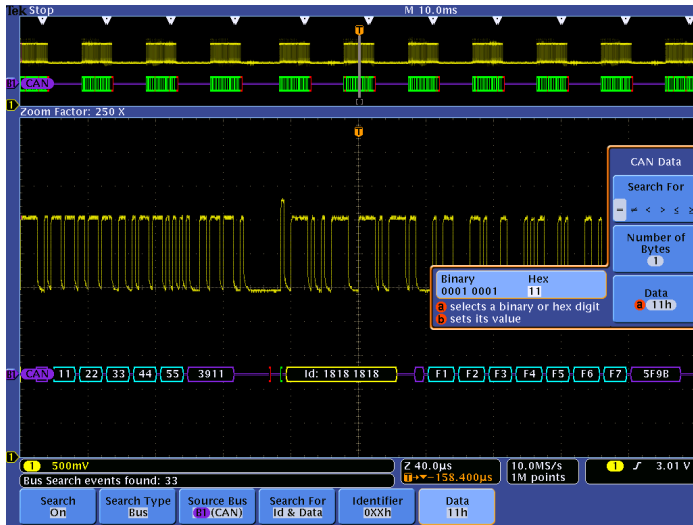 Tek Stop M 10.0ms
B1 CAN
1
Zoom Factor: 250 X
T
CAN Data
Search For
= ≠ < > ≤ ≥
Number of
Bytes
1
Data
a 11h
Binary Hex
0001 0001 11
a selects a binary or hex digit
b sets its value
B1 CAN 11 22 33 44 55 3911 Id: 1818 1818 F1 F2 F3 F4 F5 F6 F7 5F9B
1
1 500mV
Bus Search events found: 33
Z 40.0µs
T→▼−158.400µs
10.0MS/s
1M points
1 3.01 V
Search
On
Search Type
Bus
Source Bus
B1 (CAN)
Search For
Id & Data
Identifier
0XXh
Data
11h